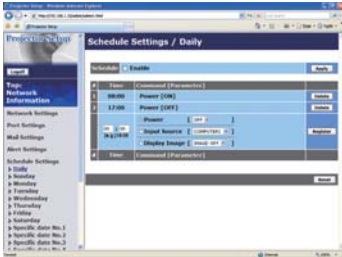 Projector Setup
Schedule Settings / Daily
Logoff
Schedule
Enable
Apply
Top:
Network
Information
# Time Command [Parameter]
1 08:00 Power [ON] Delete
2 17:00 Power [OFF] Delete
Power [ OFF ]
Input Source [ COMPUTER1 ]
Display Image [ ]
Register
# Time Command [Parameter]
Reset
Network Settings
Port Settings
Mail Settings
Alert Settings
Schedule Settings
Daily
Sunday
Monday
Tuesday
Wednesday
Thursday
Friday
Saturday
Specific date No.1
Specific date No.2
Specific date No.3